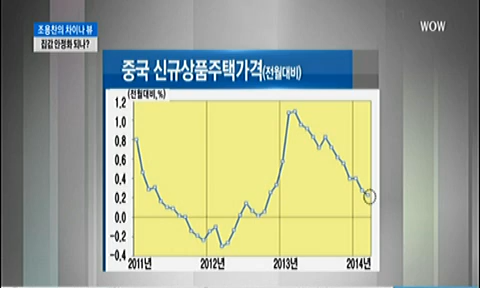 조용찬의 차이나 뷰
집값 안정화 되나?
WOW
중국 신규상품주택가격(전월대비)
(전월대비,%)
1.2
1.0
0.8
0.6
0.4
0.2
0.0
-0.2
-0.4
2011년 2012년 2013년 2014년